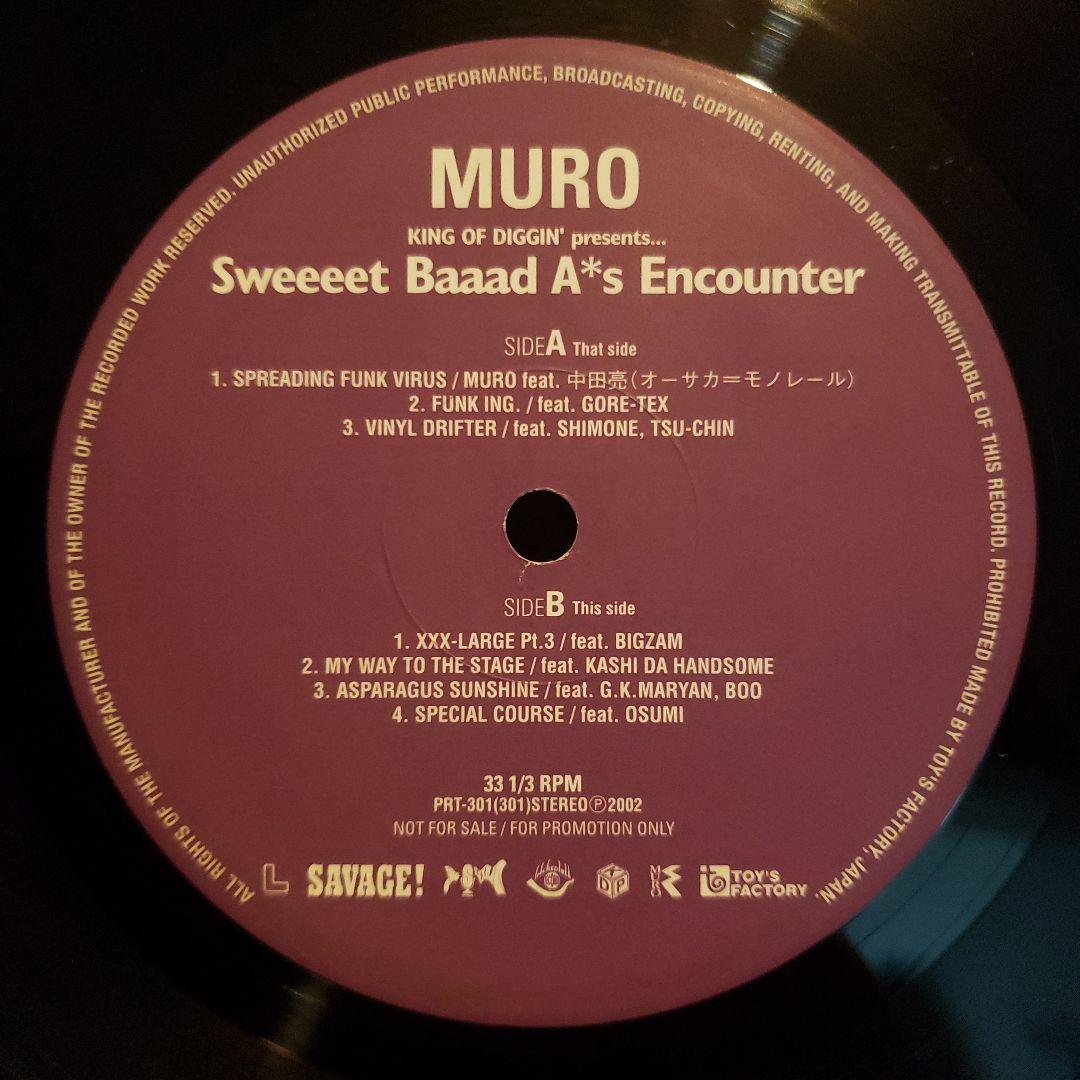 ALL RIGHTS OF THE MANUFACTURER AND OF THE OWNER OF THE RECORDED WORK RESERVED. UNAUTHORIZED PUBLIC PERFORMANCE, BROADCASTING, COPYING, RENTING, AND MAKING TRANSMITTABLE OF THIS RECORD. PROHIBITED MADE BY TOY'S FACTORY, JAPAN.
MURO
KING OF DIGGIN' presents...
Sweeeet Baaad A*s Encounter
SIDE A That side
1. SPREADING FUNK VIRUS / MURO feat. 中田亮(オーサカ=モノレール)
2. FUNK ING. / feat. GORE-TEX
3. VINYL DRIFTER / feat. SHIMONE, TSU-CHIN
SIDE B This side
1. XXX-LARGE Pt.3 / feat. BIGZAM
2. MY WAY TO THE STAGE / feat. KASHI DA HANDSOME
3. ASPARAGUS SUNSHINE / feat. G.K.MARYAN, BOO
4. SPECIAL COURSE / feat. OSUMI
33 1/3 RPM
PRT-301(301)STEREOⓅ2002
NOT FOR SALE / FOR PROMOTION ONLY
SAVAGE! TOY'S FACTORY